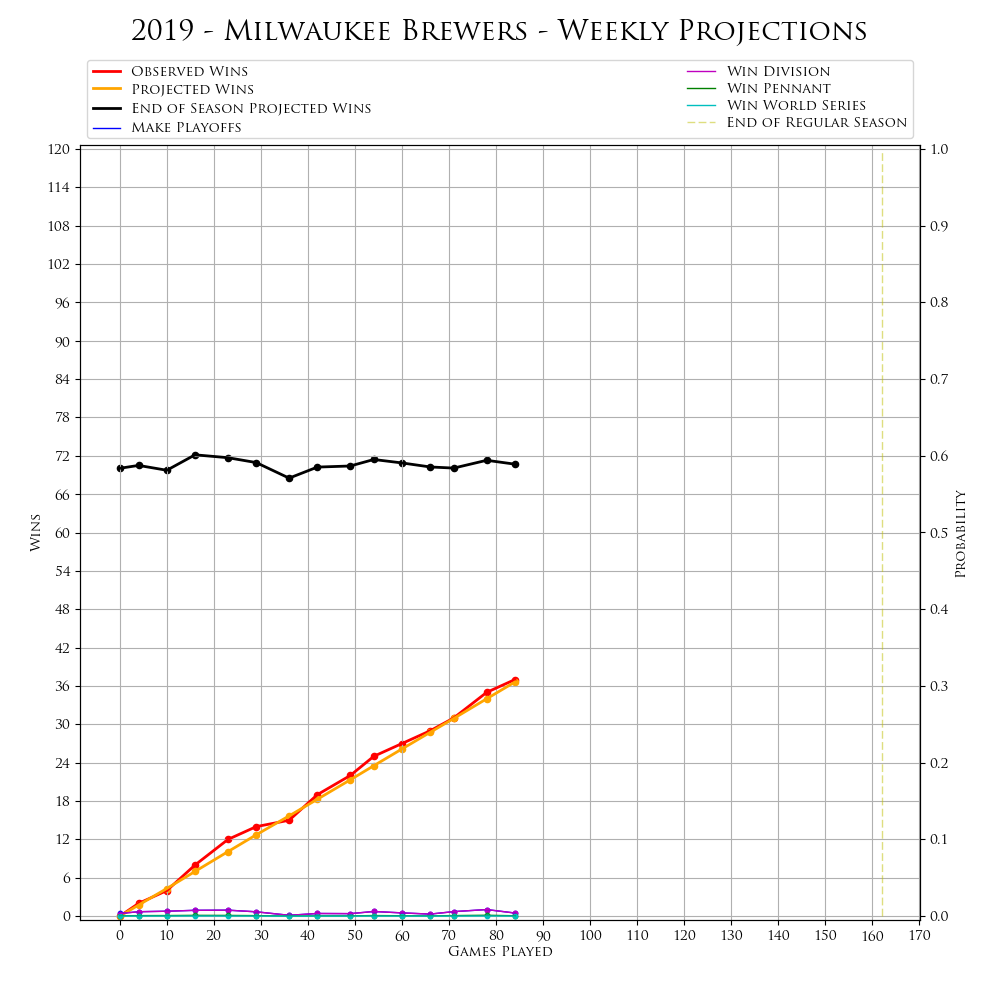 2019 - Milwaukee Brewers - Weekly Projections
Observed Wins
Projected Wins
End of Season Projected Wins
Make Playoffs
Win Division
Win Pennant
Win World Series
End of Regular Season
120
114
108
102
96
90
84
78
72
66
60
54
48
42
36
30
24
18
12
6
0
Wins
1.0
0.9
0.8
0.7
0.6
0.5
0.4
0.3
0.2
0.1
0.0
Probability
0 10 20 30 40 50 60 70 80 90 100 110 120 130 140 150 160 170
Games Played